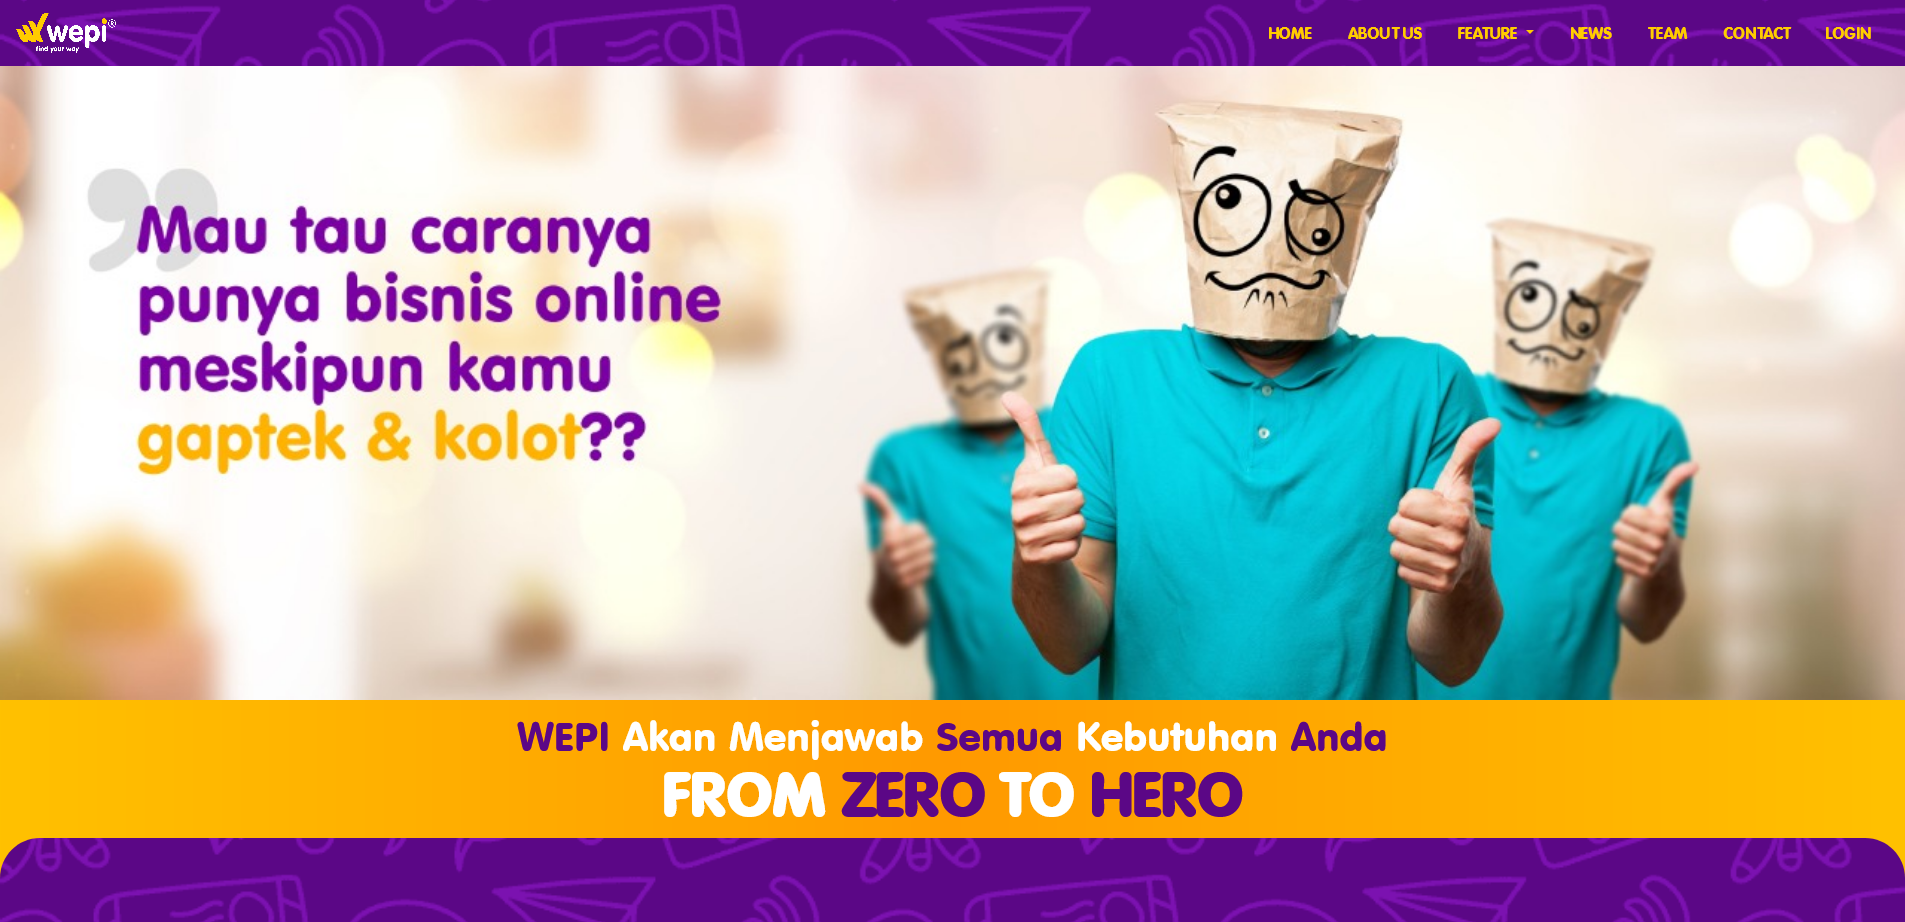 wepi®
find your way
HOME ABOUT US FEATURE NEWS TEAM CONTACT LOGIN
Mau tau caranya
punya bisnis online
meskipun kamu
gaptek & kolot??
WEPI Akan Menjawab Semua Kebutuhan Anda
FROM ZERO TO HERO